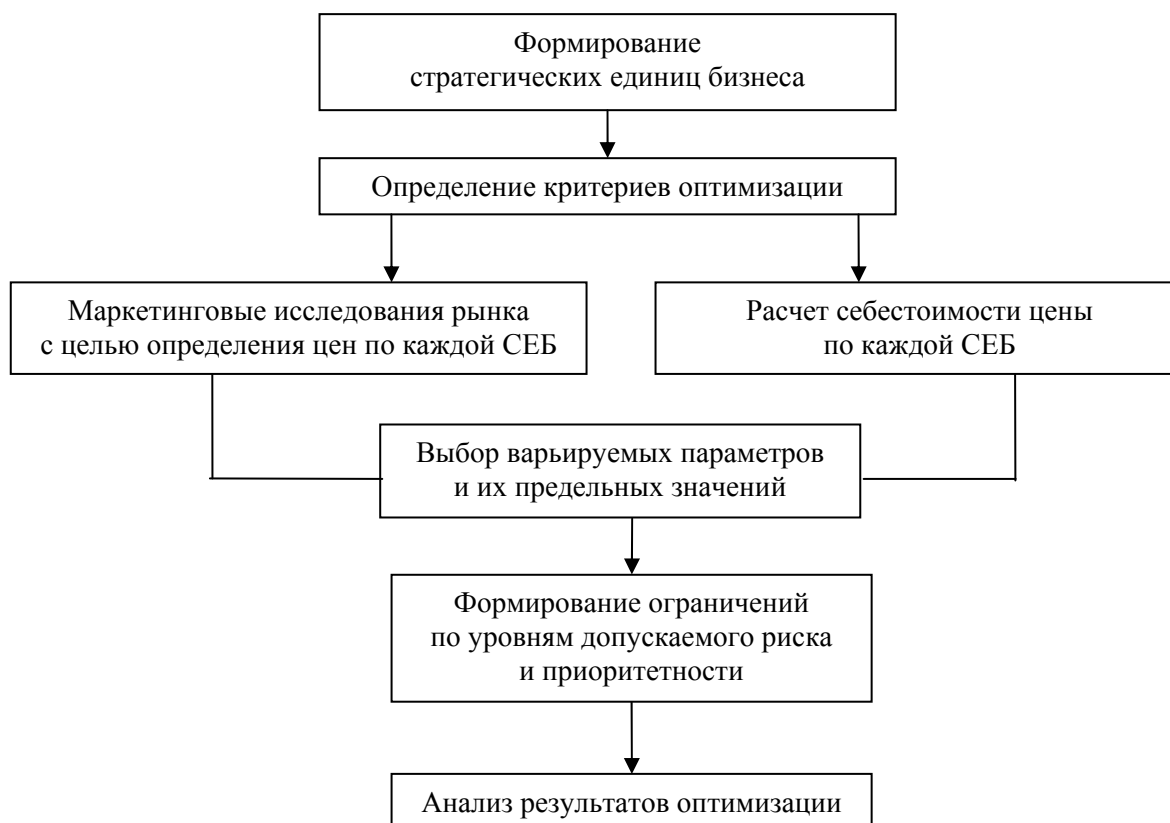 Формирование
стратегических единиц бизнеса
Определение критериев оптимизации
Маркетинговые исследования рынка
с целью определения цен по каждой СЕБ
Расчет себестоимости цены
по каждой СЕБ
Выбор варьируемых параметров
и их предельных значений
Формирование ограничений
по уровням допускаемого риска
и приоритетности
Анализ результатов оптимизации